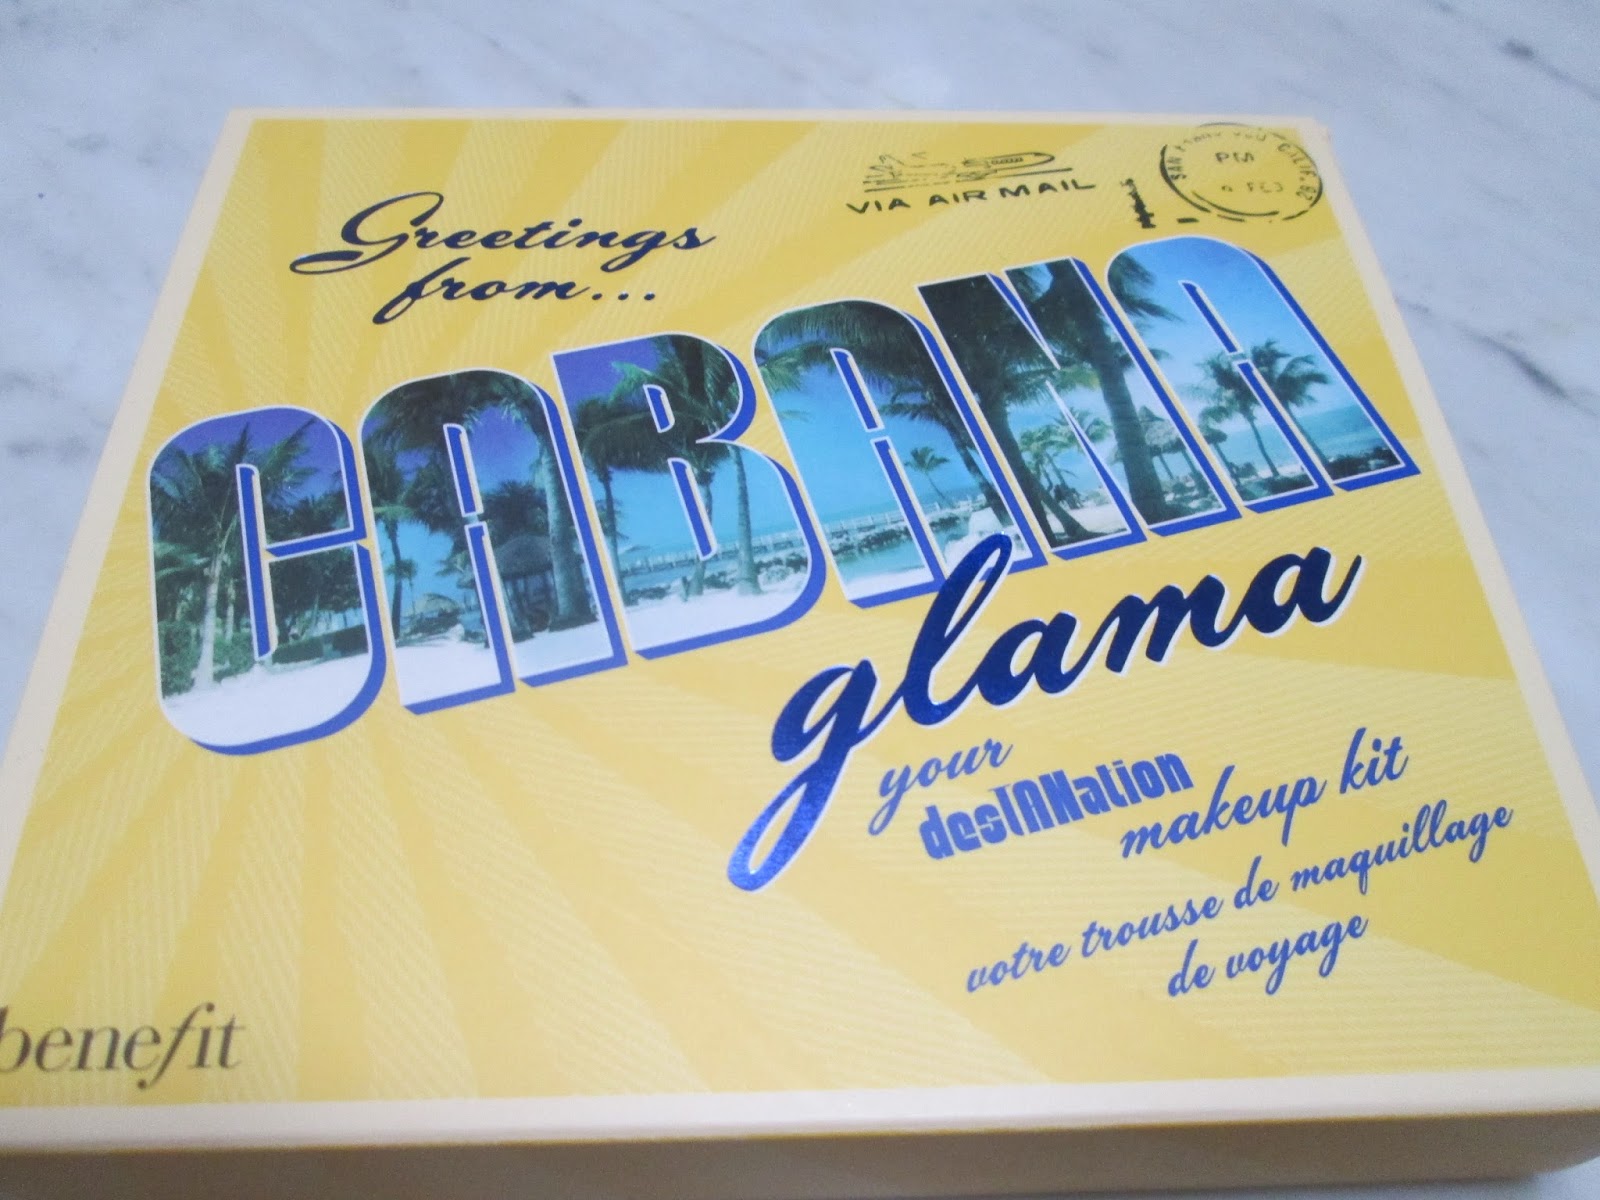 VIA AIR MAIL
PM
Greetings
from...
CABANA
glama
your
desTANation
makeup kit
votre trousse de maquillage
de voyage
benefit